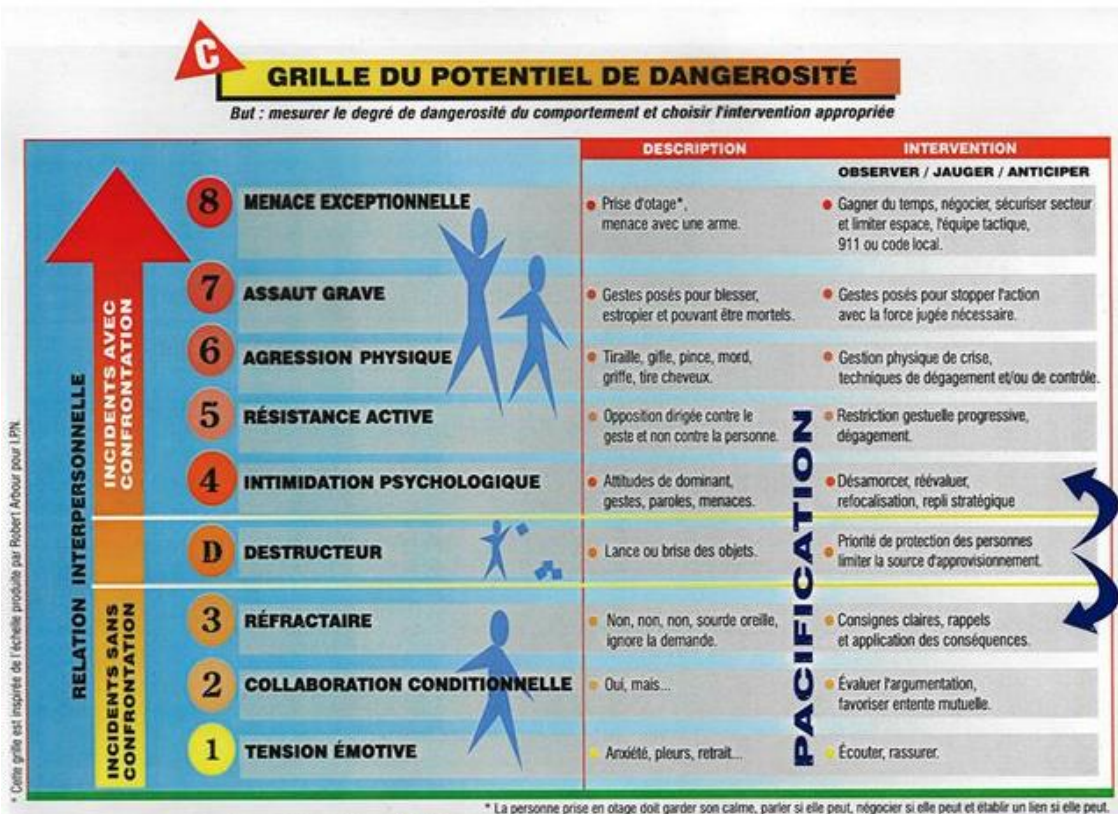 C
GRILLE DU POTENTIEL DE DANGEROSITÉ
But : mesurer le degré de dangerosité du comportement et choisir l'intervention appropriée
DESCRIPTION
INTERVENTION
OBSERVER / JAUGER / ANTICIPER
8
MENACE EXCEPTIONNELLE
Prise d'otage*,
menace avec une arme.
Gagner du temps, négocier, sécuriser secteur
et limiter espace, l'équipe tactique,
911 ou code local.
7
ASSAUT GRAVE
Gestes posés pour blesser,
estropier et pouvant être mortels.
Gestes posés pour stopper l'action
avec la force jugée nécessaire.
6
AGRESSION PHYSIQUE
Tiraille, gifle, pince, mord,
griffe, tire cheveux.
Gestion physique de crise,
techniques de dégagement et/ou de contrôle.
5
RÉSISTANCE ACTIVE
Opposition dirigée contre le
geste et non contre la personne.
Restriction gestuelle progressive,
dégagement.
4
INTIMIDATION PSYCHOLOGIQUE
Attitudes de dominant,
gestes, paroles, menaces.
Désamorcer, réévaluer,
refocalisation, repli stratégique
D
DESTRUCTEUR
Lance ou brise des objets.
Priorité de protection des personnes
limiter la source d'approvisionnement.
3
RÉFRACTAIRE
Non, non, non, sourde oreille,
ignore la demande.
Consignes claires, rappels
et application des conséquences.
2
COLLABORATION CONDITIONNELLE
Oui, mais...
Évaluer l'argumentation,
favoriser entente mutuelle.
1
TENSION ÉMOTIVE
Anxiété, pleurs, retrait...
Écouter, rassurer.
PACIFICATION
INCIDENTS AVEC
CONFRONTATION
INCIDENTS SANS
CONFRONTATION
RELATION INTERPERSONNELLE
* Cette grille est inspirée de l'échelle produite par Robert Arbour pour I.P.N.
* La personne prise en otage doit garder son calme, parler si elle peut, négocier si elle peut et établir un lien si elle peut.